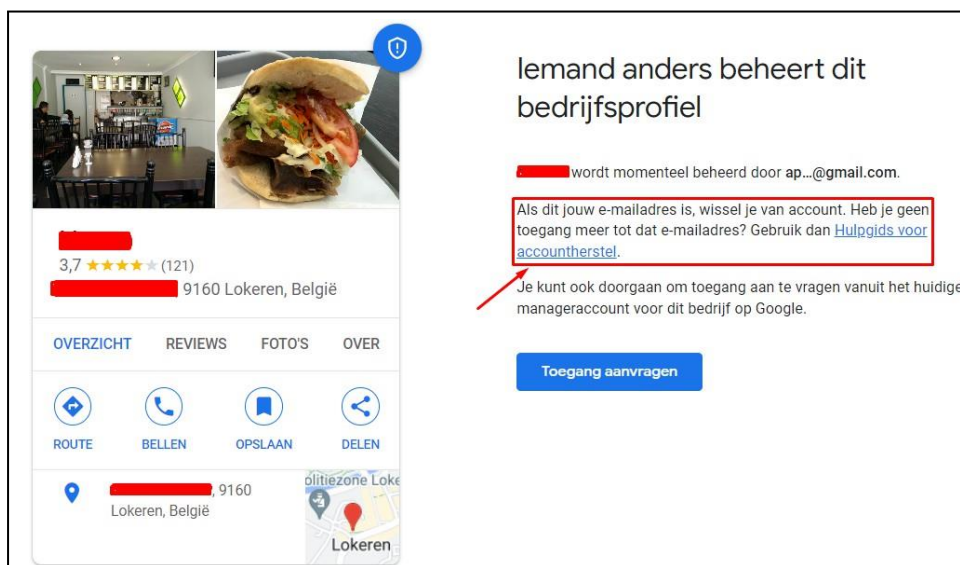 Iemand anders beheert dit
bedrijfsprofiel
wordt momenteel beheerd door ap...@gmail.com.
Als dit jouw e-mailadres is, wissel je van account. Heb je geen
toegang meer tot dat e-mailadres? Gebruik dan Hulpgids voor
accountherstel.
Je kunt ook doorgaan om toegang aan te vragen vanuit het huidige
manageraccount voor dit bedrijf op Google.
Toegang aanvragen
3,7 (121)
9160 Lokeren, België
OVERZICHT REVIEWS FOTO'S OVER
ROUTE BELLEN OPSLAAN DELEN
, 9160
Lokeren, België
olitiezone Loke
Lokeren